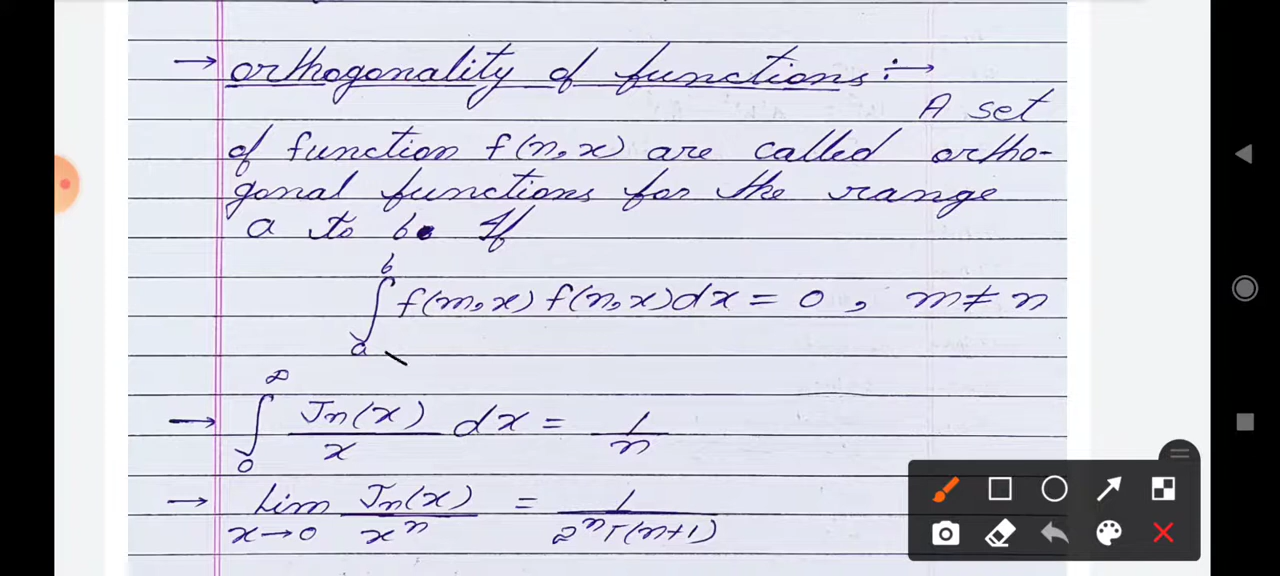 → orthogonality of functions :→
A set
of function f(n,x) are called ortho-
gonal functions for the range
a to b. If
∫_a^b f(m,x) f(n,x) dx = 0, m ≠ n
→ ∫_0^∞ Jn(x)/x dx = 1/n
→ Lim_{x→0} Jn(x)/x^n = 1/(2^n Γ(n+1))